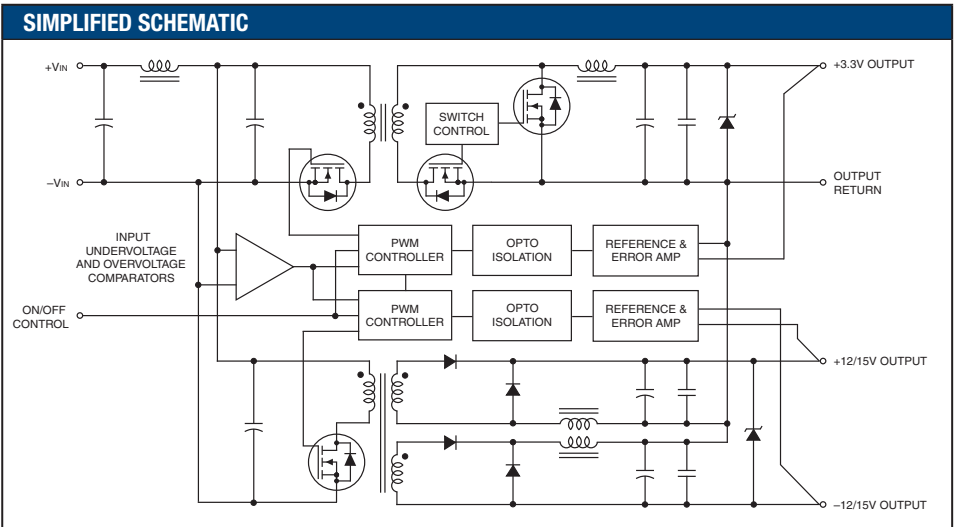 SIMPLIFIED SCHEMATIC
+VIN
+3.3V OUTPUT
SWITCH
CONTROL
–VIN
OUTPUT
RETURN
INPUT
UNDERVOLTAGE
AND OVERVOLTAGE
COMPARATORS
PWM
CONTROLLER
OPTO
ISOLATION
REFERENCE &
ERROR AMP
ON/OFF
CONTROL
PWM
CONTROLLER
OPTO
ISOLATION
REFERENCE &
ERROR AMP
+12/15V OUTPUT
–12/15V OUTPUT